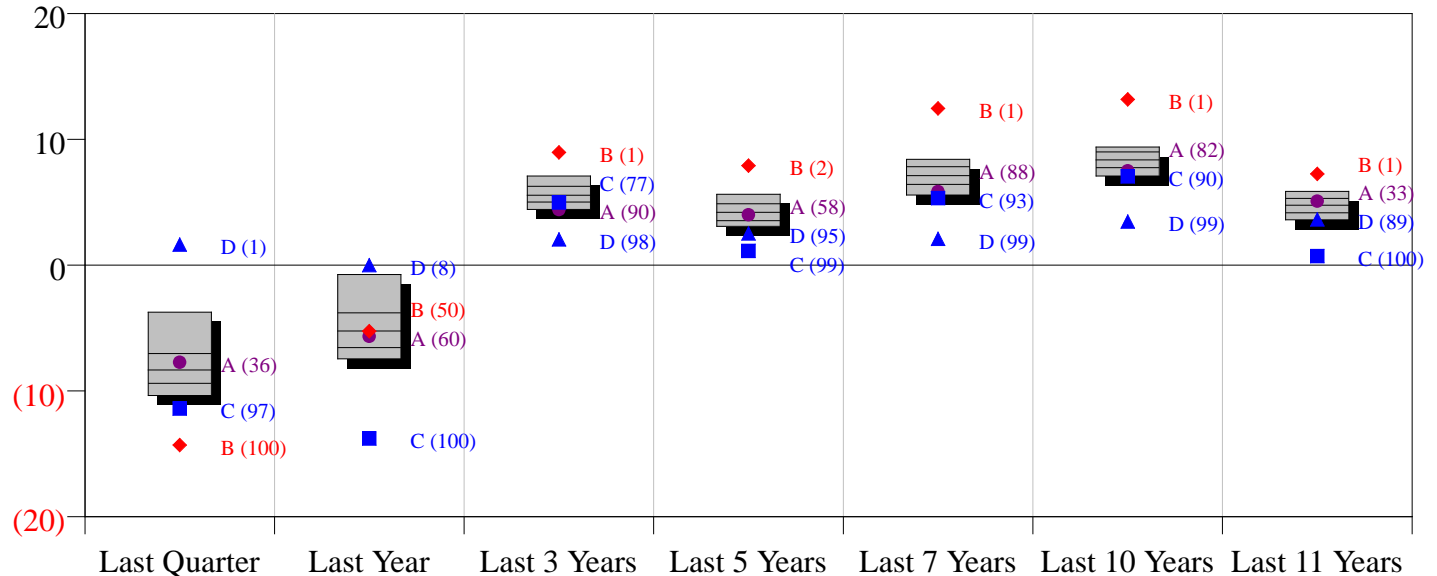 20
10
0
(10)
(20)
D (1)
A (36)
C (97)
B (100)
D (8)
B (50)
A (60)
C (100)
B (1)
C (77)
A (90)
D (98)
B (2)
A (58)
D (95)
C (99)
B (1)
A (88)
C (93)
D (99)
B (1)
A (82)
C (90)
D (99)
B (1)
A (33)
D (89)
C (100)
Last Quarter
Last Year
Last 3 Years
Last 5 Years
Last 7 Years
Last 10 Years
Last 11 Years